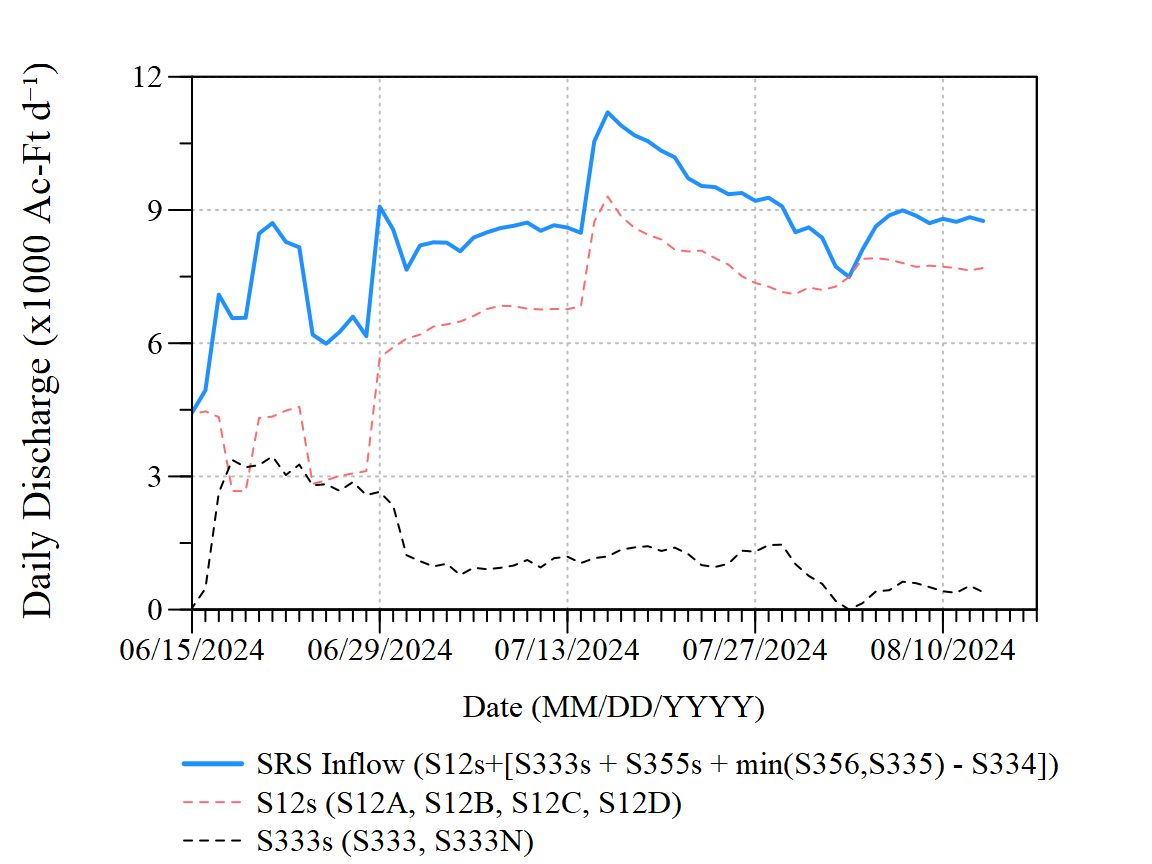 Daily Discharge (x1000 Ac-Ft d⁻¹)
12
9
6
3
0
06/15/2024 06/29/2024 07/13/2024 07/27/2024 08/10/2024
Date (MM/DD/YYYY)
SRS Inflow (S12s+[S333s + S355s + min(S356,S335) - S334])
S12s (S12A, S12B, S12C, S12D)
S333s (S333, S333N)